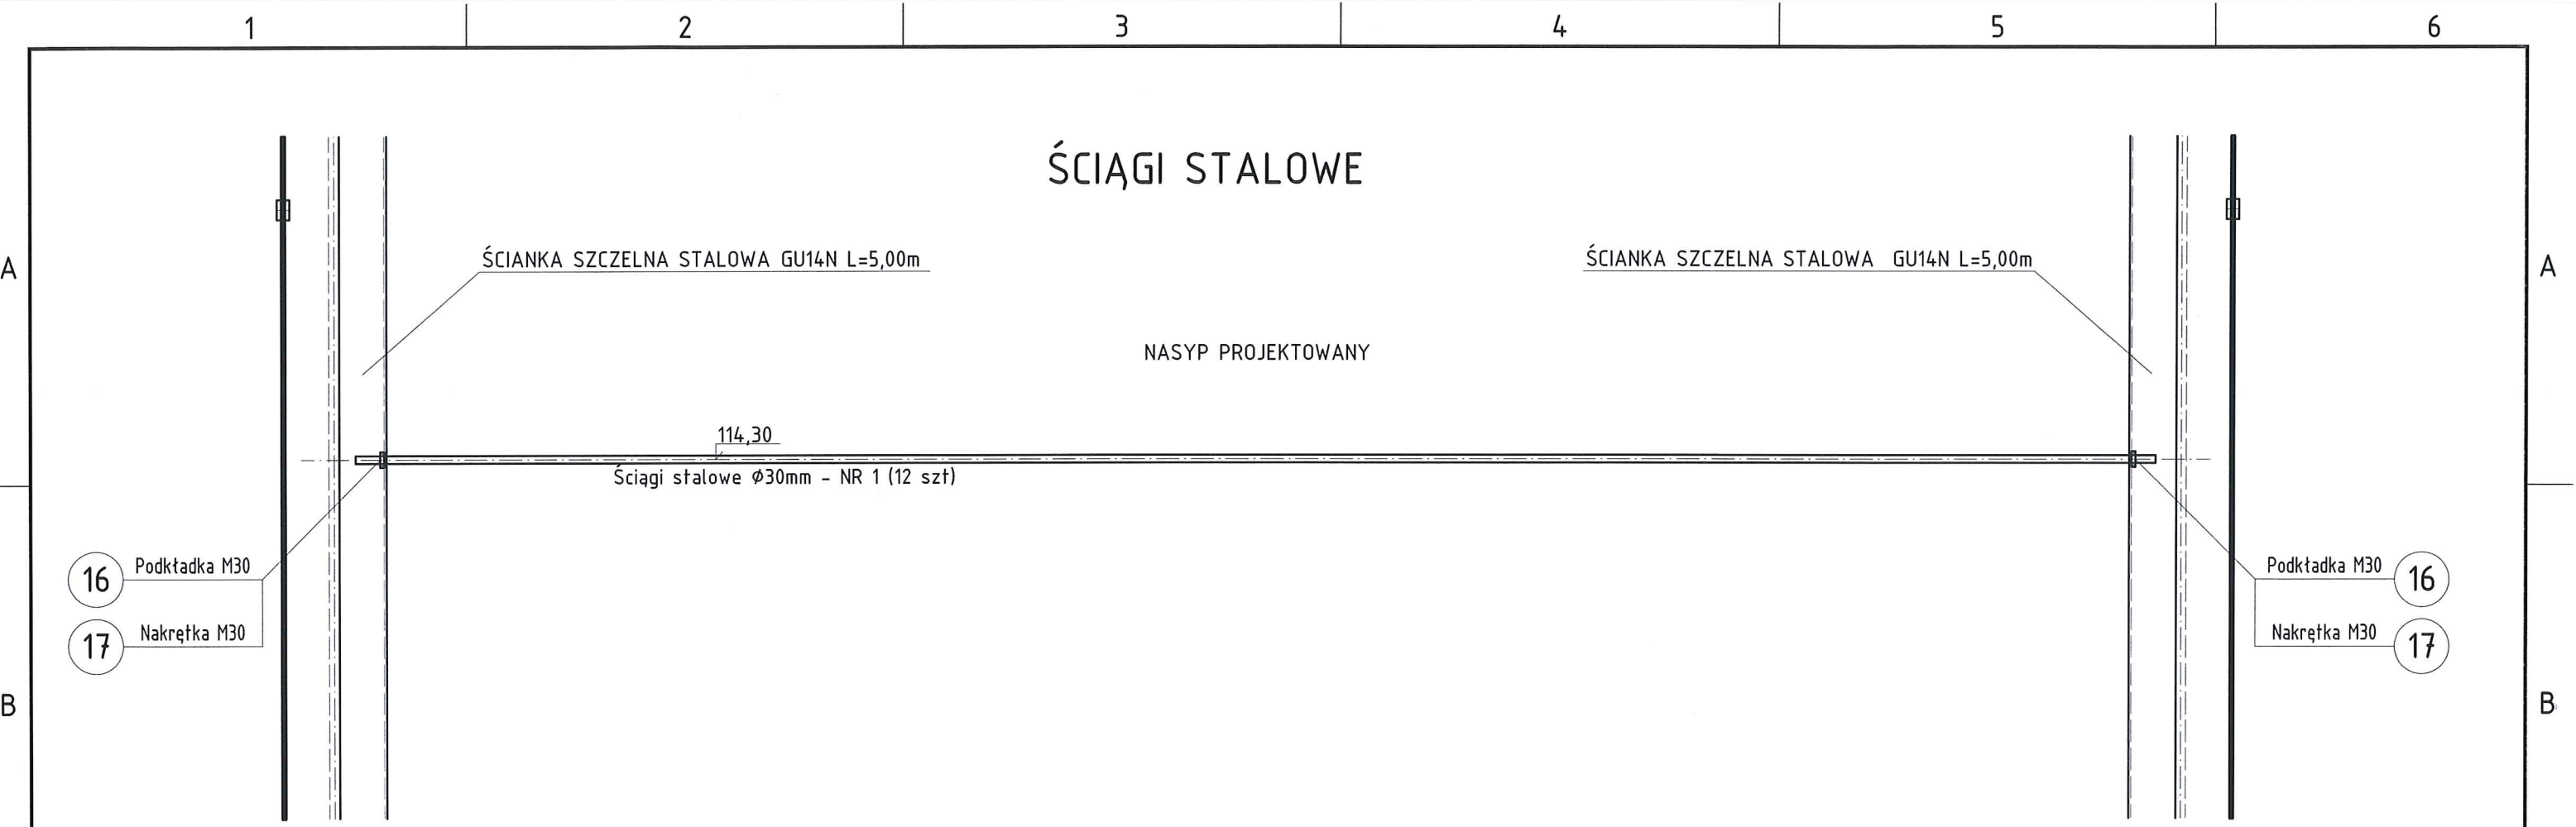 1 2 3 4 5 6
ŚCIĄGI STALOWE
A
ŚCIANKA SZCZELNA STALOWA GU14N L=5,00m
ŚCIANKA SZCZELNA STALOWA GU14N L=5,00m
A
NASYP PROJEKTOWANY
114,30
Ściągi stalowe Ø30mm - NR 1 (12 szt)
16 Podkładka M30
17 Nakrętka M30
Podkładka M30 16
Nakrętka M30 17
B
B